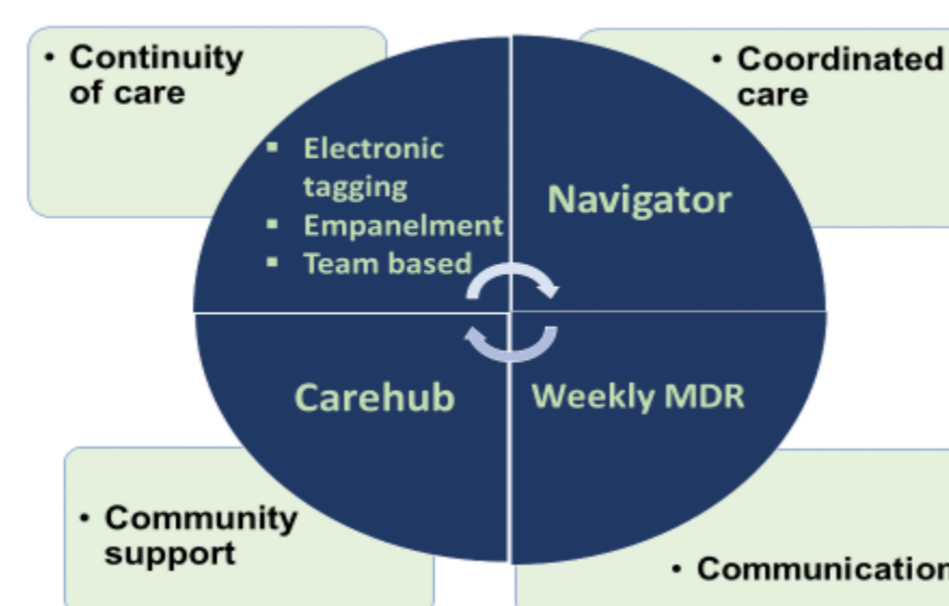 • Continuity
of care
• Coordinated
care
▪ Electronic
tagging
▪ Empanelment
▪ Team based
Navigator
Carehub
Weekly MDR
• Community
support
• Communication